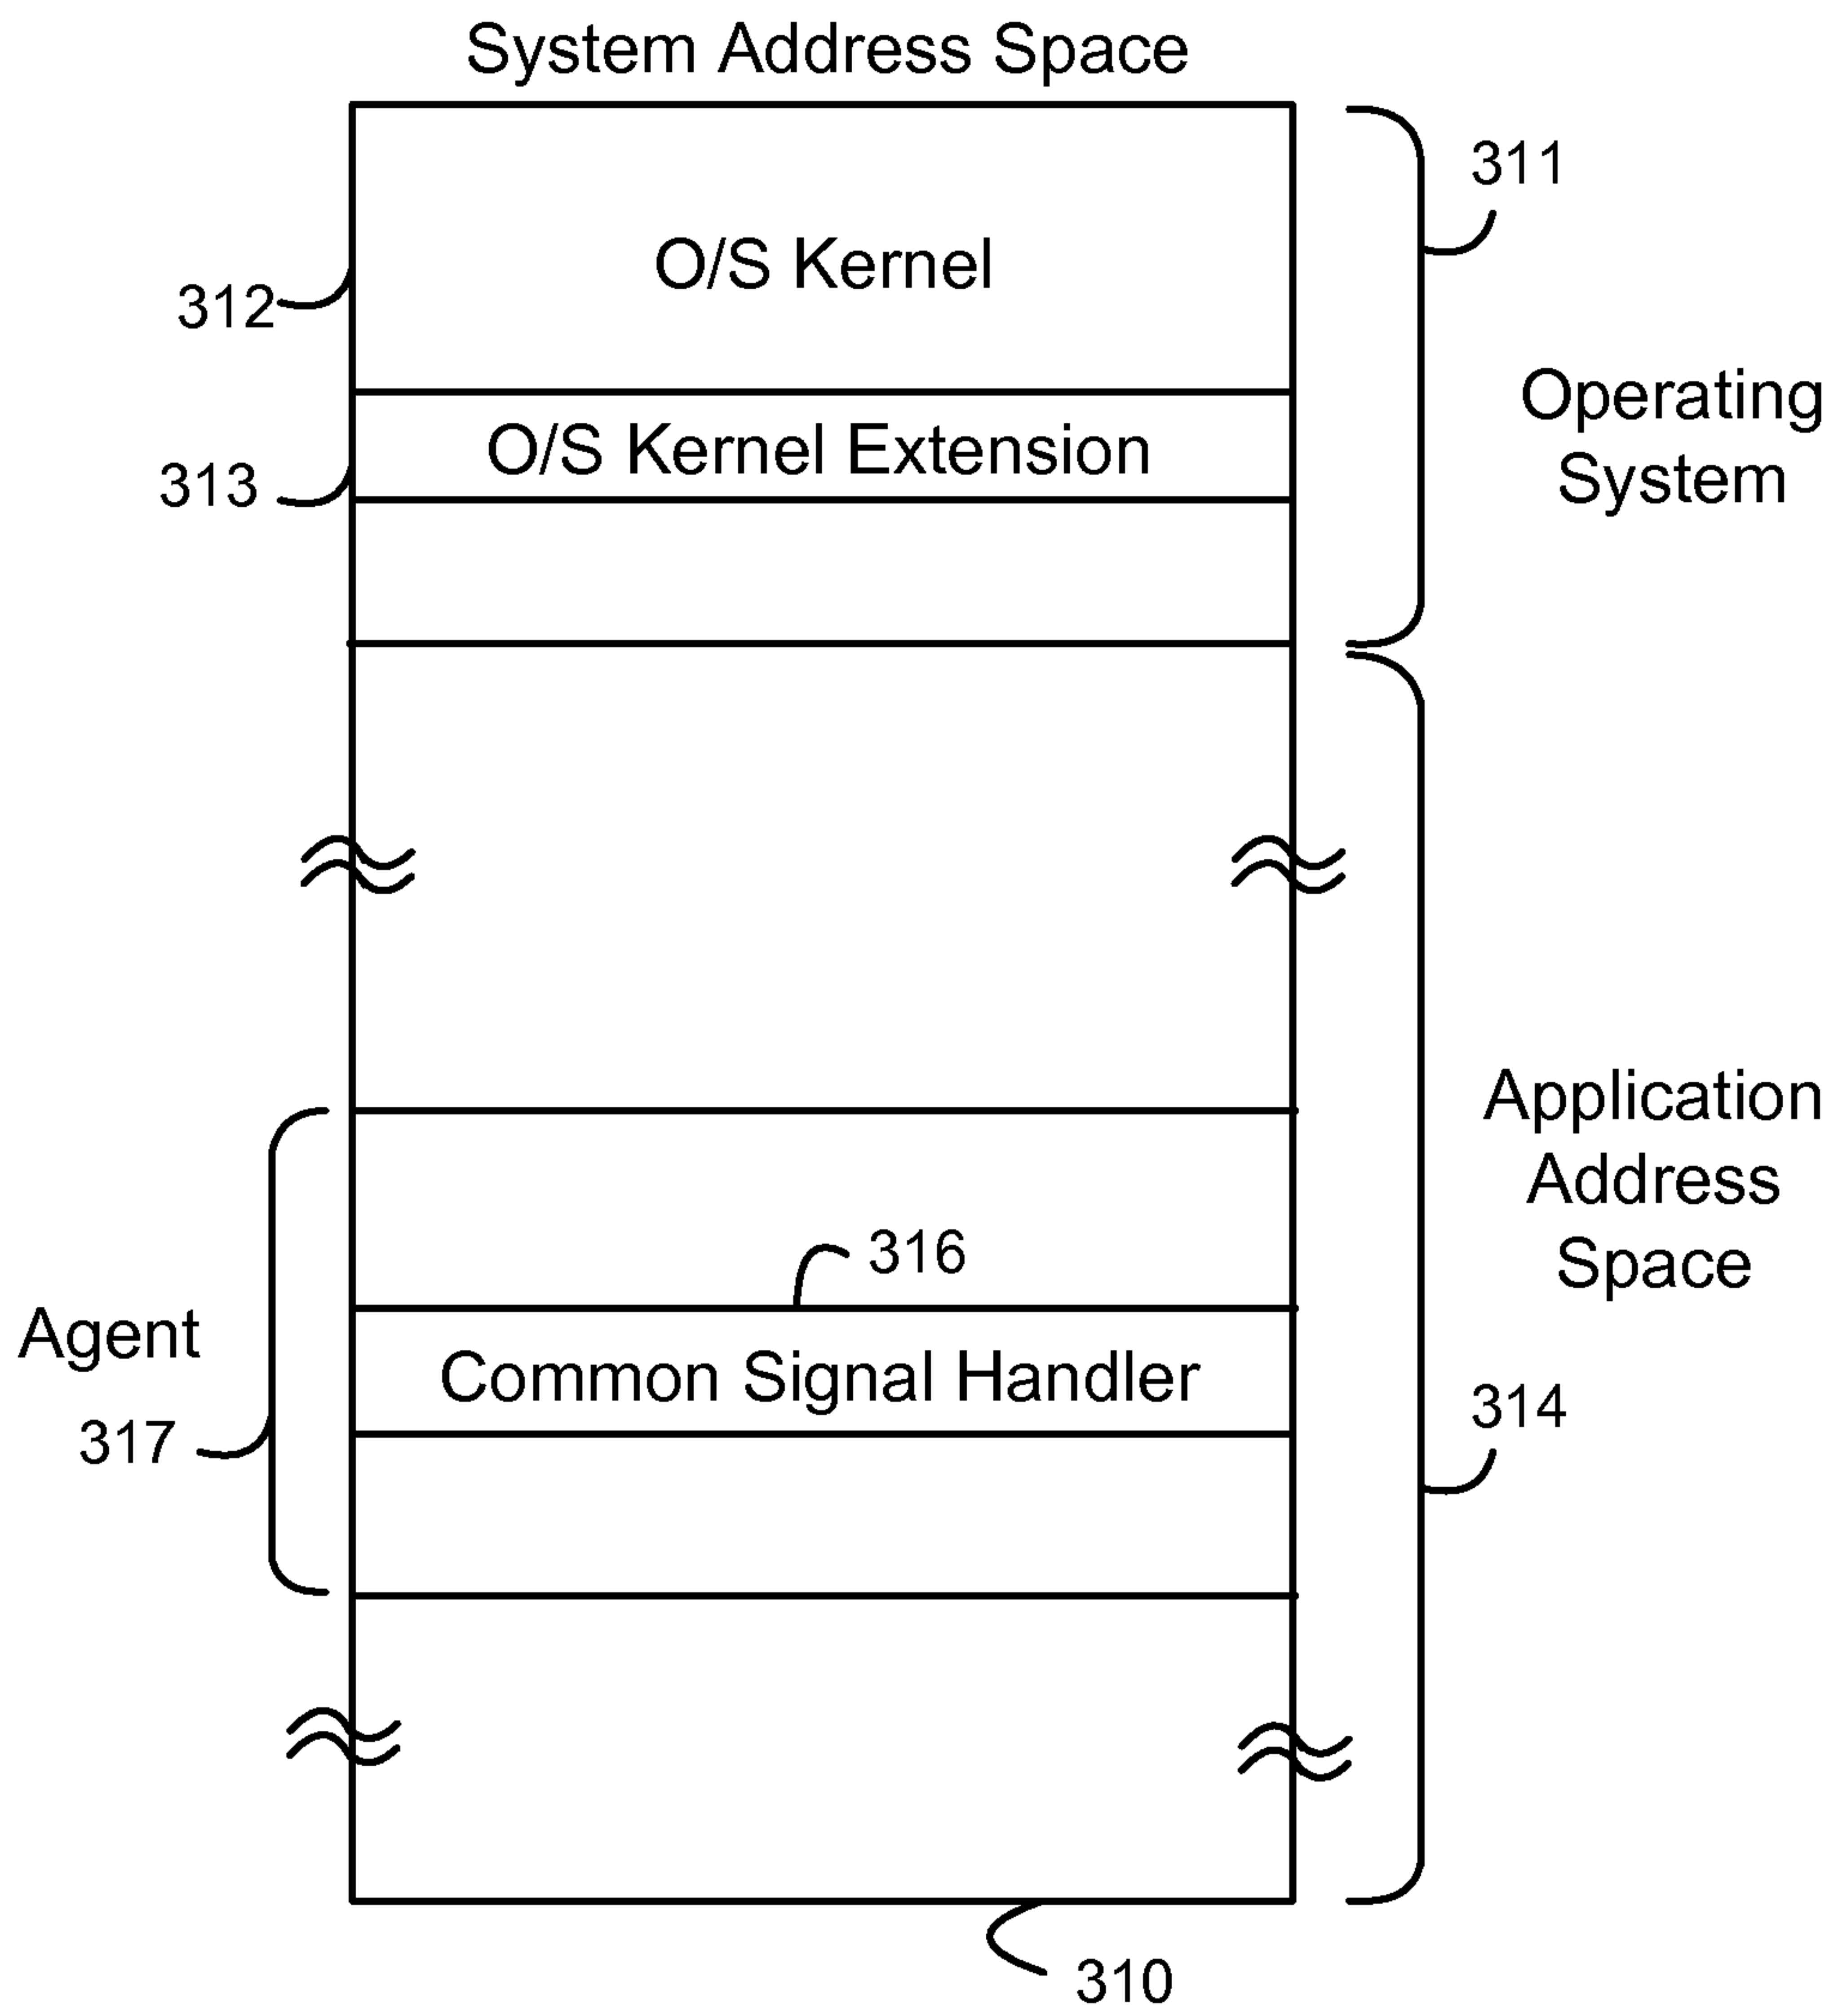 System Address Space
311
O/S Kernel
312
Operating
System
O/S Kernel Extension
313
Application
Address
Space
316
Agent
317
Common Signal Handler
314
310